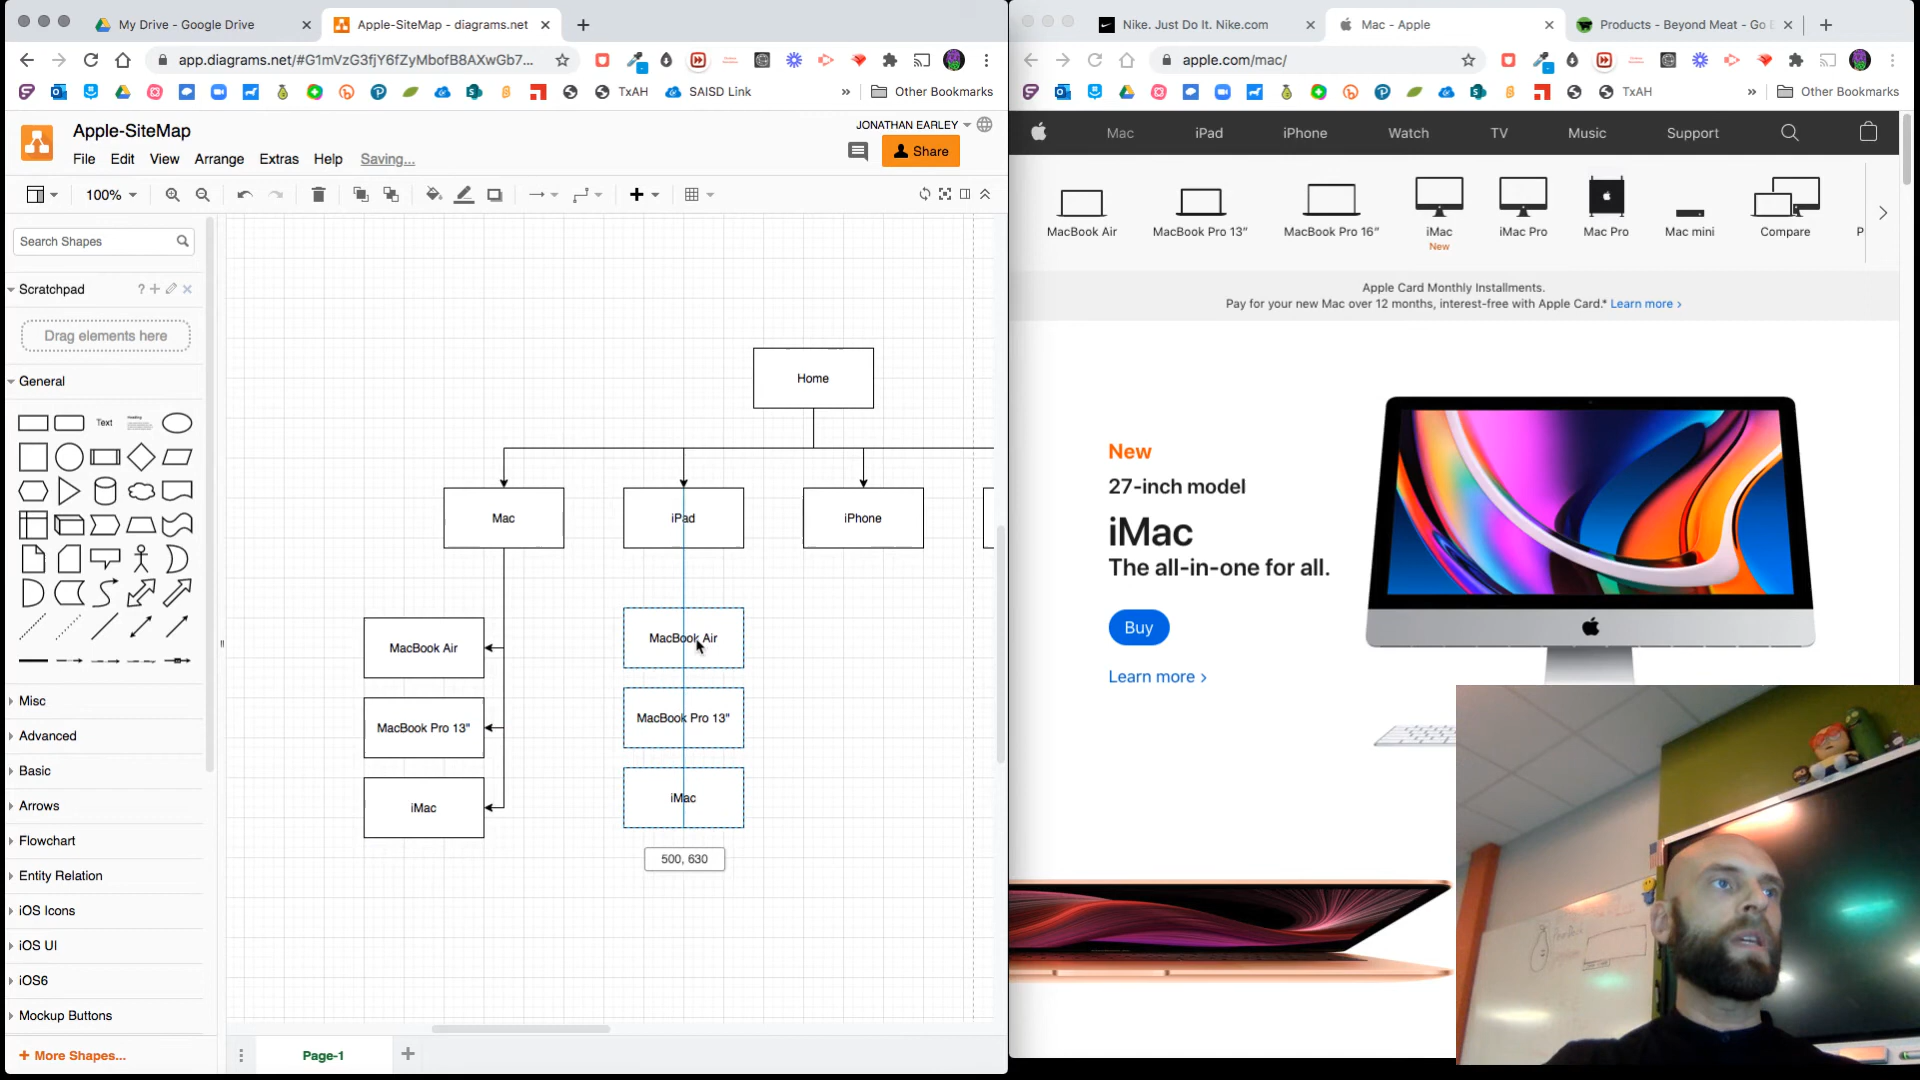 My Drive - Google Drive
Apple-SiteMap - diagrams.net
app.diagrams.net/#G1mVzG3fjY6fZyMbofB8AXwGb7...
TxAH
SAISD Link
»
Other Bookmarks
Apple-SiteMap
JONATHAN EARLEY
File
Edit
View
Arrange
Extras
Help
Saving...
Share
100%
Search Shapes
Scratchpad
?
Drag elements here
General
Text
Heading
Misc
Advanced
Basic
Arrows
Flowchart
Entity Relation
iOS Icons
iOS UI
iOS6
Mockup Buttons
+ More Shapes...
Home
Mac
iPad
iPhone
MacBook Air
MacBook Pro 13"
iMac
MacBook Air
MacBook Pro 13"
iMac
500, 630
Page-1
Nike. Just Do It. Nike.com
Mac - Apple
Products - Beyond Meat - Go
apple.com/mac/
TxAH
»
Other Bookmarks
Mac
iPad
iPhone
Watch
TV
Music
Support
MacBook Air
MacBook Pro 13”
MacBook Pro 16”
iMac
New
iMac Pro
Mac Pro
Mac mini
Compare
P
Apple Card Monthly Installments.
Pay for your new Mac over 12 months, interest-free with Apple Card.* Learn more >
New
27-inch model
iMac
The all-in-one for all.
Buy
Learn more >